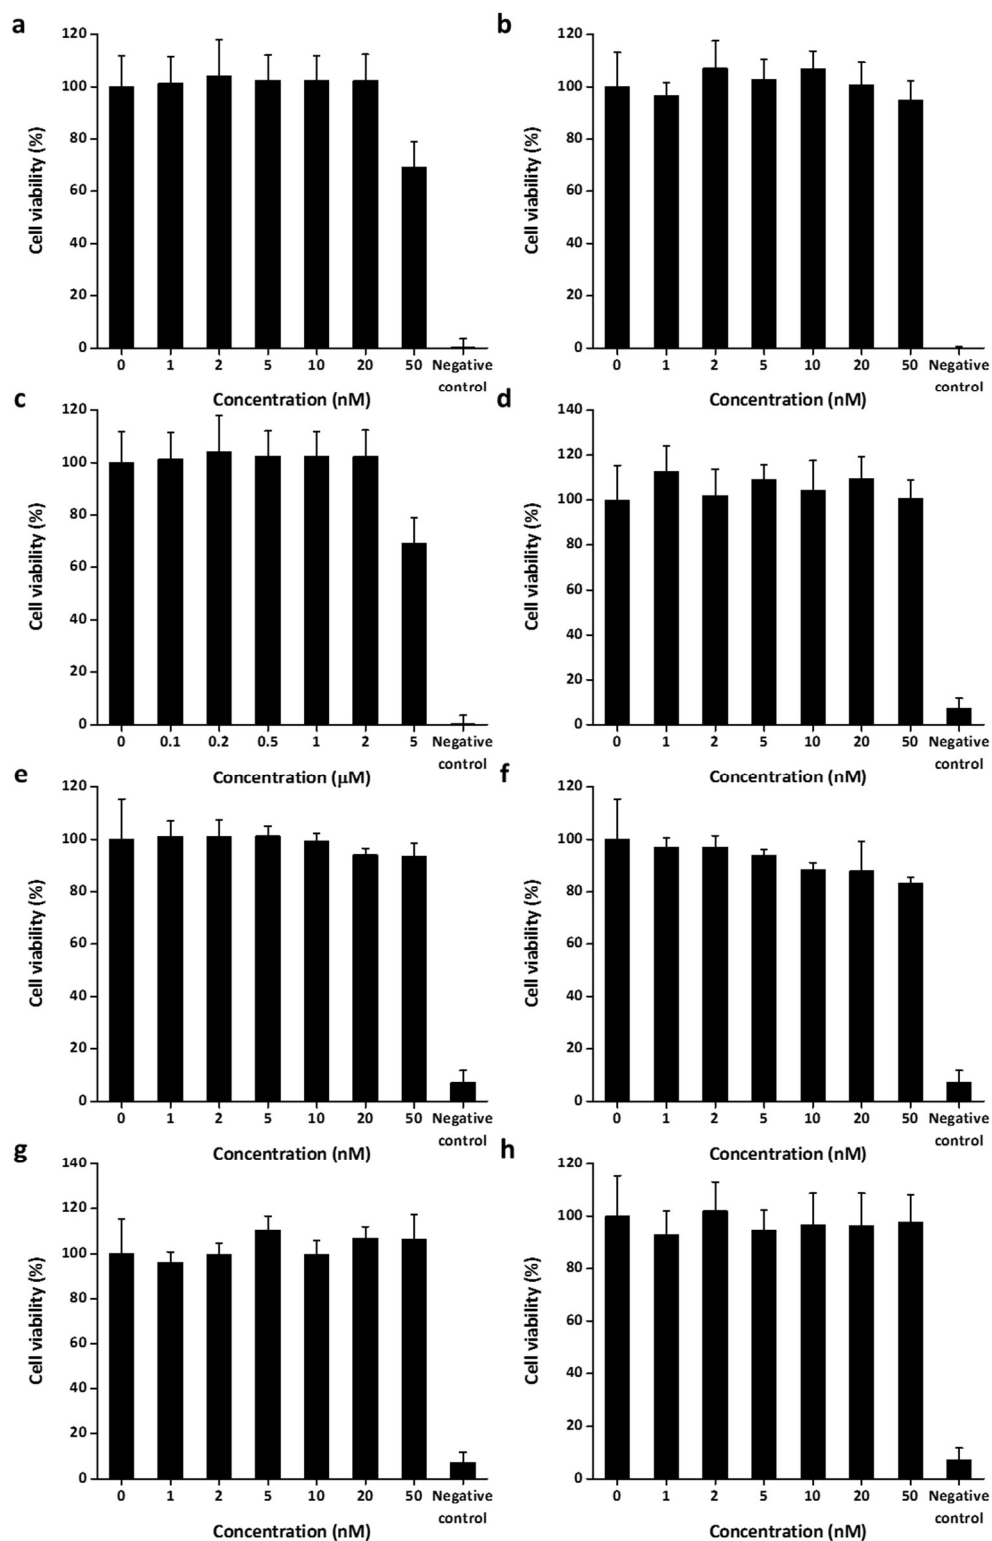 a
120
100
80
60
40
20
0
Cell viability (%)
0 1 2 5 10 20 50 Negative
control
Concentration (nM)
b
120
100
80
60
40
20
0
Cell viability (%)
0 1 2 5 10 20 50 Negative
control
Concentration (nM)
c
120
100
80
60
40
20
0
Cell viability (%)
0 0.1 0.2 0.5 1 2 5 Negative
control
Concentration (μM)
d
140
120
100
80
60
40
20
0
Cell viability (%)
0 1 2 5 10 20 50 Negative
control
Concentration (nM)
e
120
100
80
60
40
20
0
Cell viability (%)
0 1 2 5 10 20 50 Negative
control
Concentration (nM)
f
120
100
80
60
40
20
0
Cell viability (%)
0 1 2 5 10 20 50 Negative
control
Concentration (nM)
g
140
120
100
80
60
40
20
0
Cell viability (%)
0 1 2 5 10 20 50 Negative
control
Concentration (nM)
h
120
100
80
60
40
20
0
Cell viability (%)
0 1 2 5 10 20 50 Negative
control
Concentration (nM)